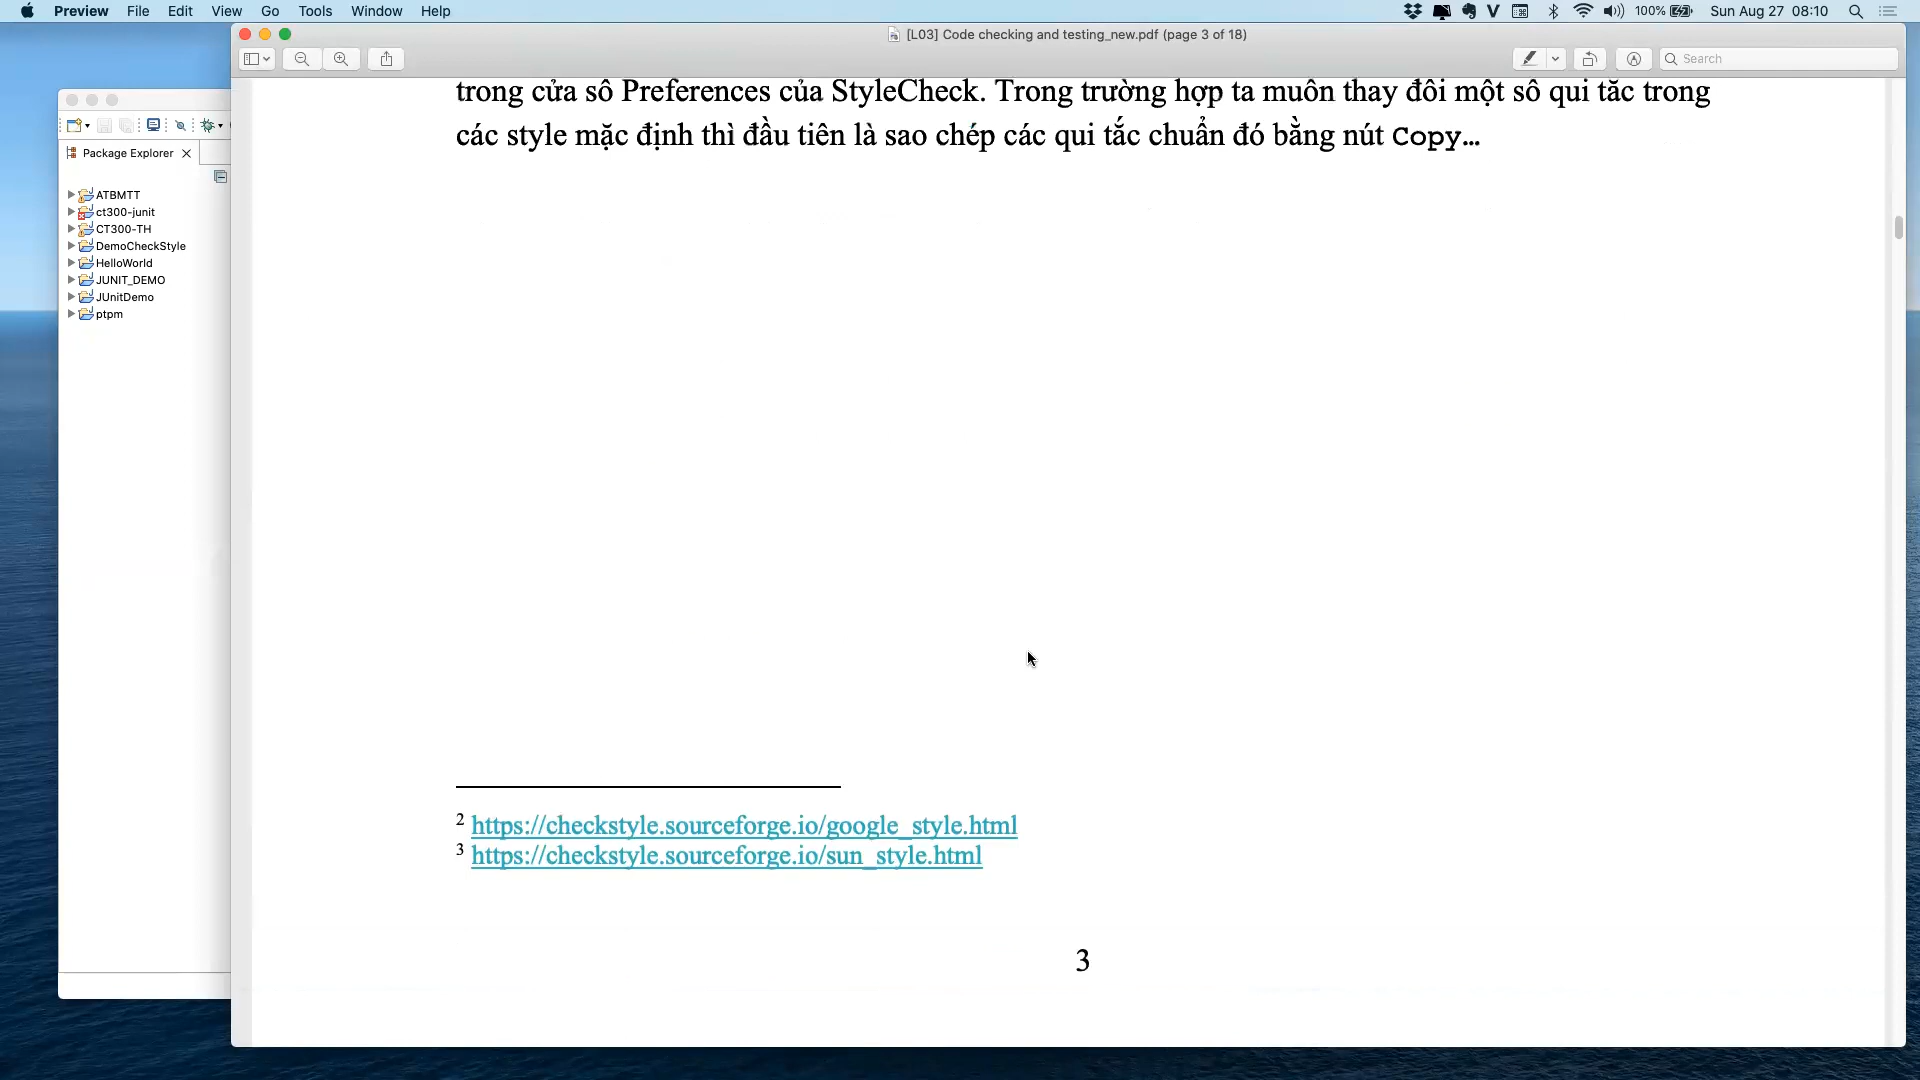 Preview File Edit View Go Tools Window Help
100% Sun Aug 27 08:10
[L03] Code checking and testing_new.pdf (page 3 of 18)
Search
Package Explorer
ATBMTT
ct300-junit
CT300-TH
DemoCheckStyle
HelloWorld
JUNIT_DEMO
JUnitDemo
ptpm
trong cửa sổ Preferences của StyleCheck. Trong trường hợp ta muốn thay đổi một số qui tắc trong
các style mặc định thì đầu tiên là sao chép các qui tắc chuẩn đó bằng nút Copy…
2 https://checkstyle.sourceforge.io/google_style.html
3 https://checkstyle.sourceforge.io/sun_style.html
3